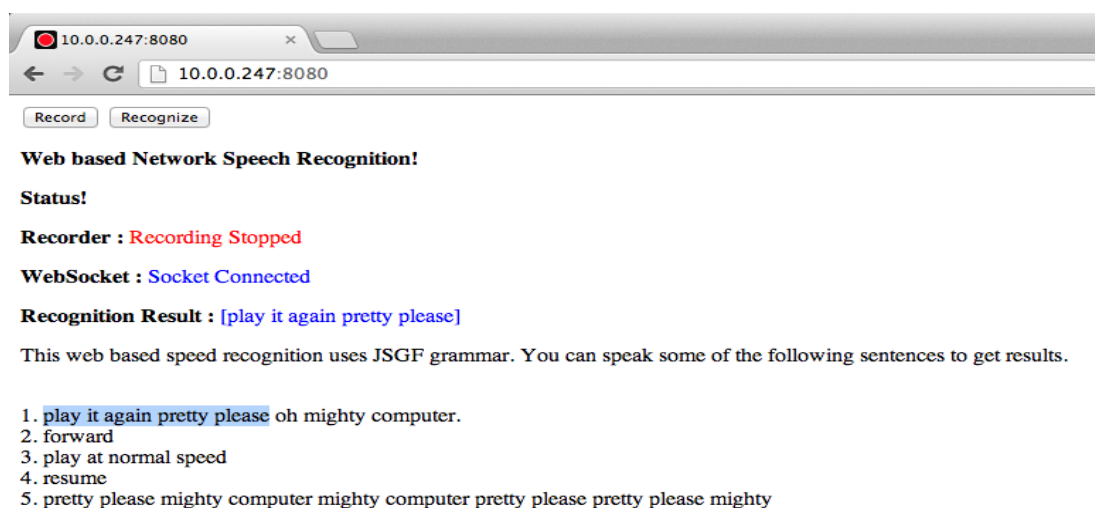 10.0.0.247:8080
10.0.0.247:8080
Record Recognize
Web based Network Speech Recognition!
Status!
Recorder : Recording Stopped
WebSocket : Socket Connected
Recognition Result : [play it again pretty please]
This web based speed recognition uses JSGF grammar. You can speak some of the following sentences to get results.
1. play it again pretty please oh mighty computer.
2. forward
3. play at normal speed
4. resume
5. pretty please mighty computer mighty computer pretty please pretty please mighty